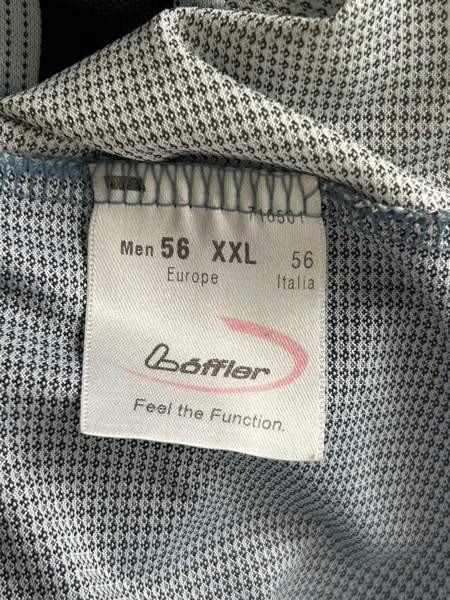 Men 56 XXL 56
Europe Italia
Löffler
Feel the Function.